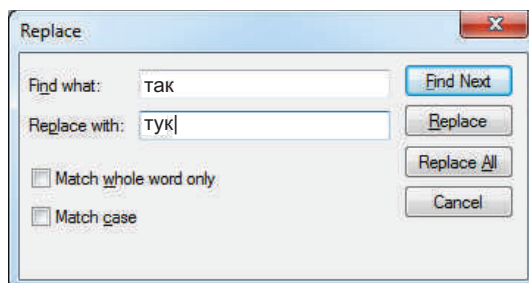 Replace
Find what: так Find Next
Replace with: тук Replace
Replace All
Match whole word only
Cancel
Match case